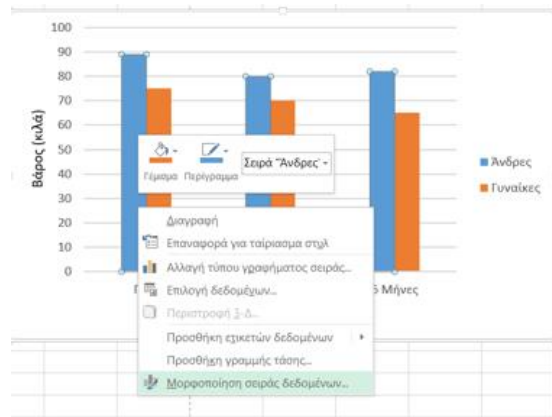 100
90
80
70
60
50
40
30
20
10
0
Βάρος (κιλά)
Άνδρες
Γυναίκες
Γέμισμα Περίγραμμα
Σειρά "Άνδρες'
Διαγραφή
Επαναφορά για ταίριασμα στυλ
Αλλαγή τύπου γραφήματος σειράς...
Επιλογή δεδομένων...
Περιστροφή 3-Δ...
Προσθήκη ετικετών δεδομένων
Προσθήκη γραμμής τάσης...
Μορφοποίηση σειράς δεδομένων...
Μήνες